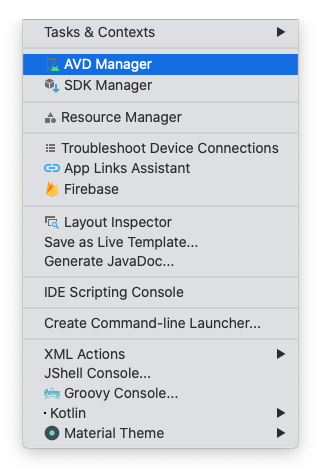 Tasks & Contexts
AVD Manager
SDK Manager
Resource Manager
Troubleshoot Device Connections
App Links Assistant
Firebase
Layout Inspector
Save as Live Template...
Generate JavaDoc...
IDE Scripting Console
Create Command-line Launcher...
XML Actions
JShell Console...
Groovy Console...
Kotlin
Material Theme